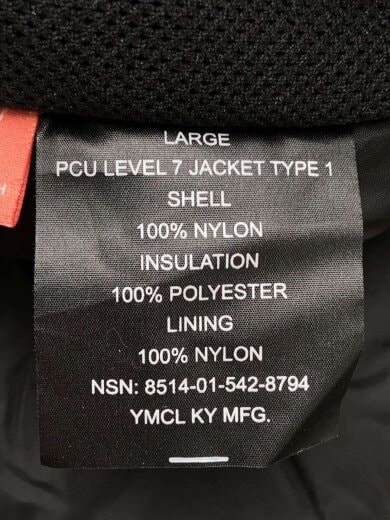 LARGE
PCU LEVEL 7 JACKET TYPE 1
SHELL
100% NYLON
INSULATION
100% POLYESTER
LINING
100% NYLON
NSN: 8514-01-542-8794
YMCL KY MFG.